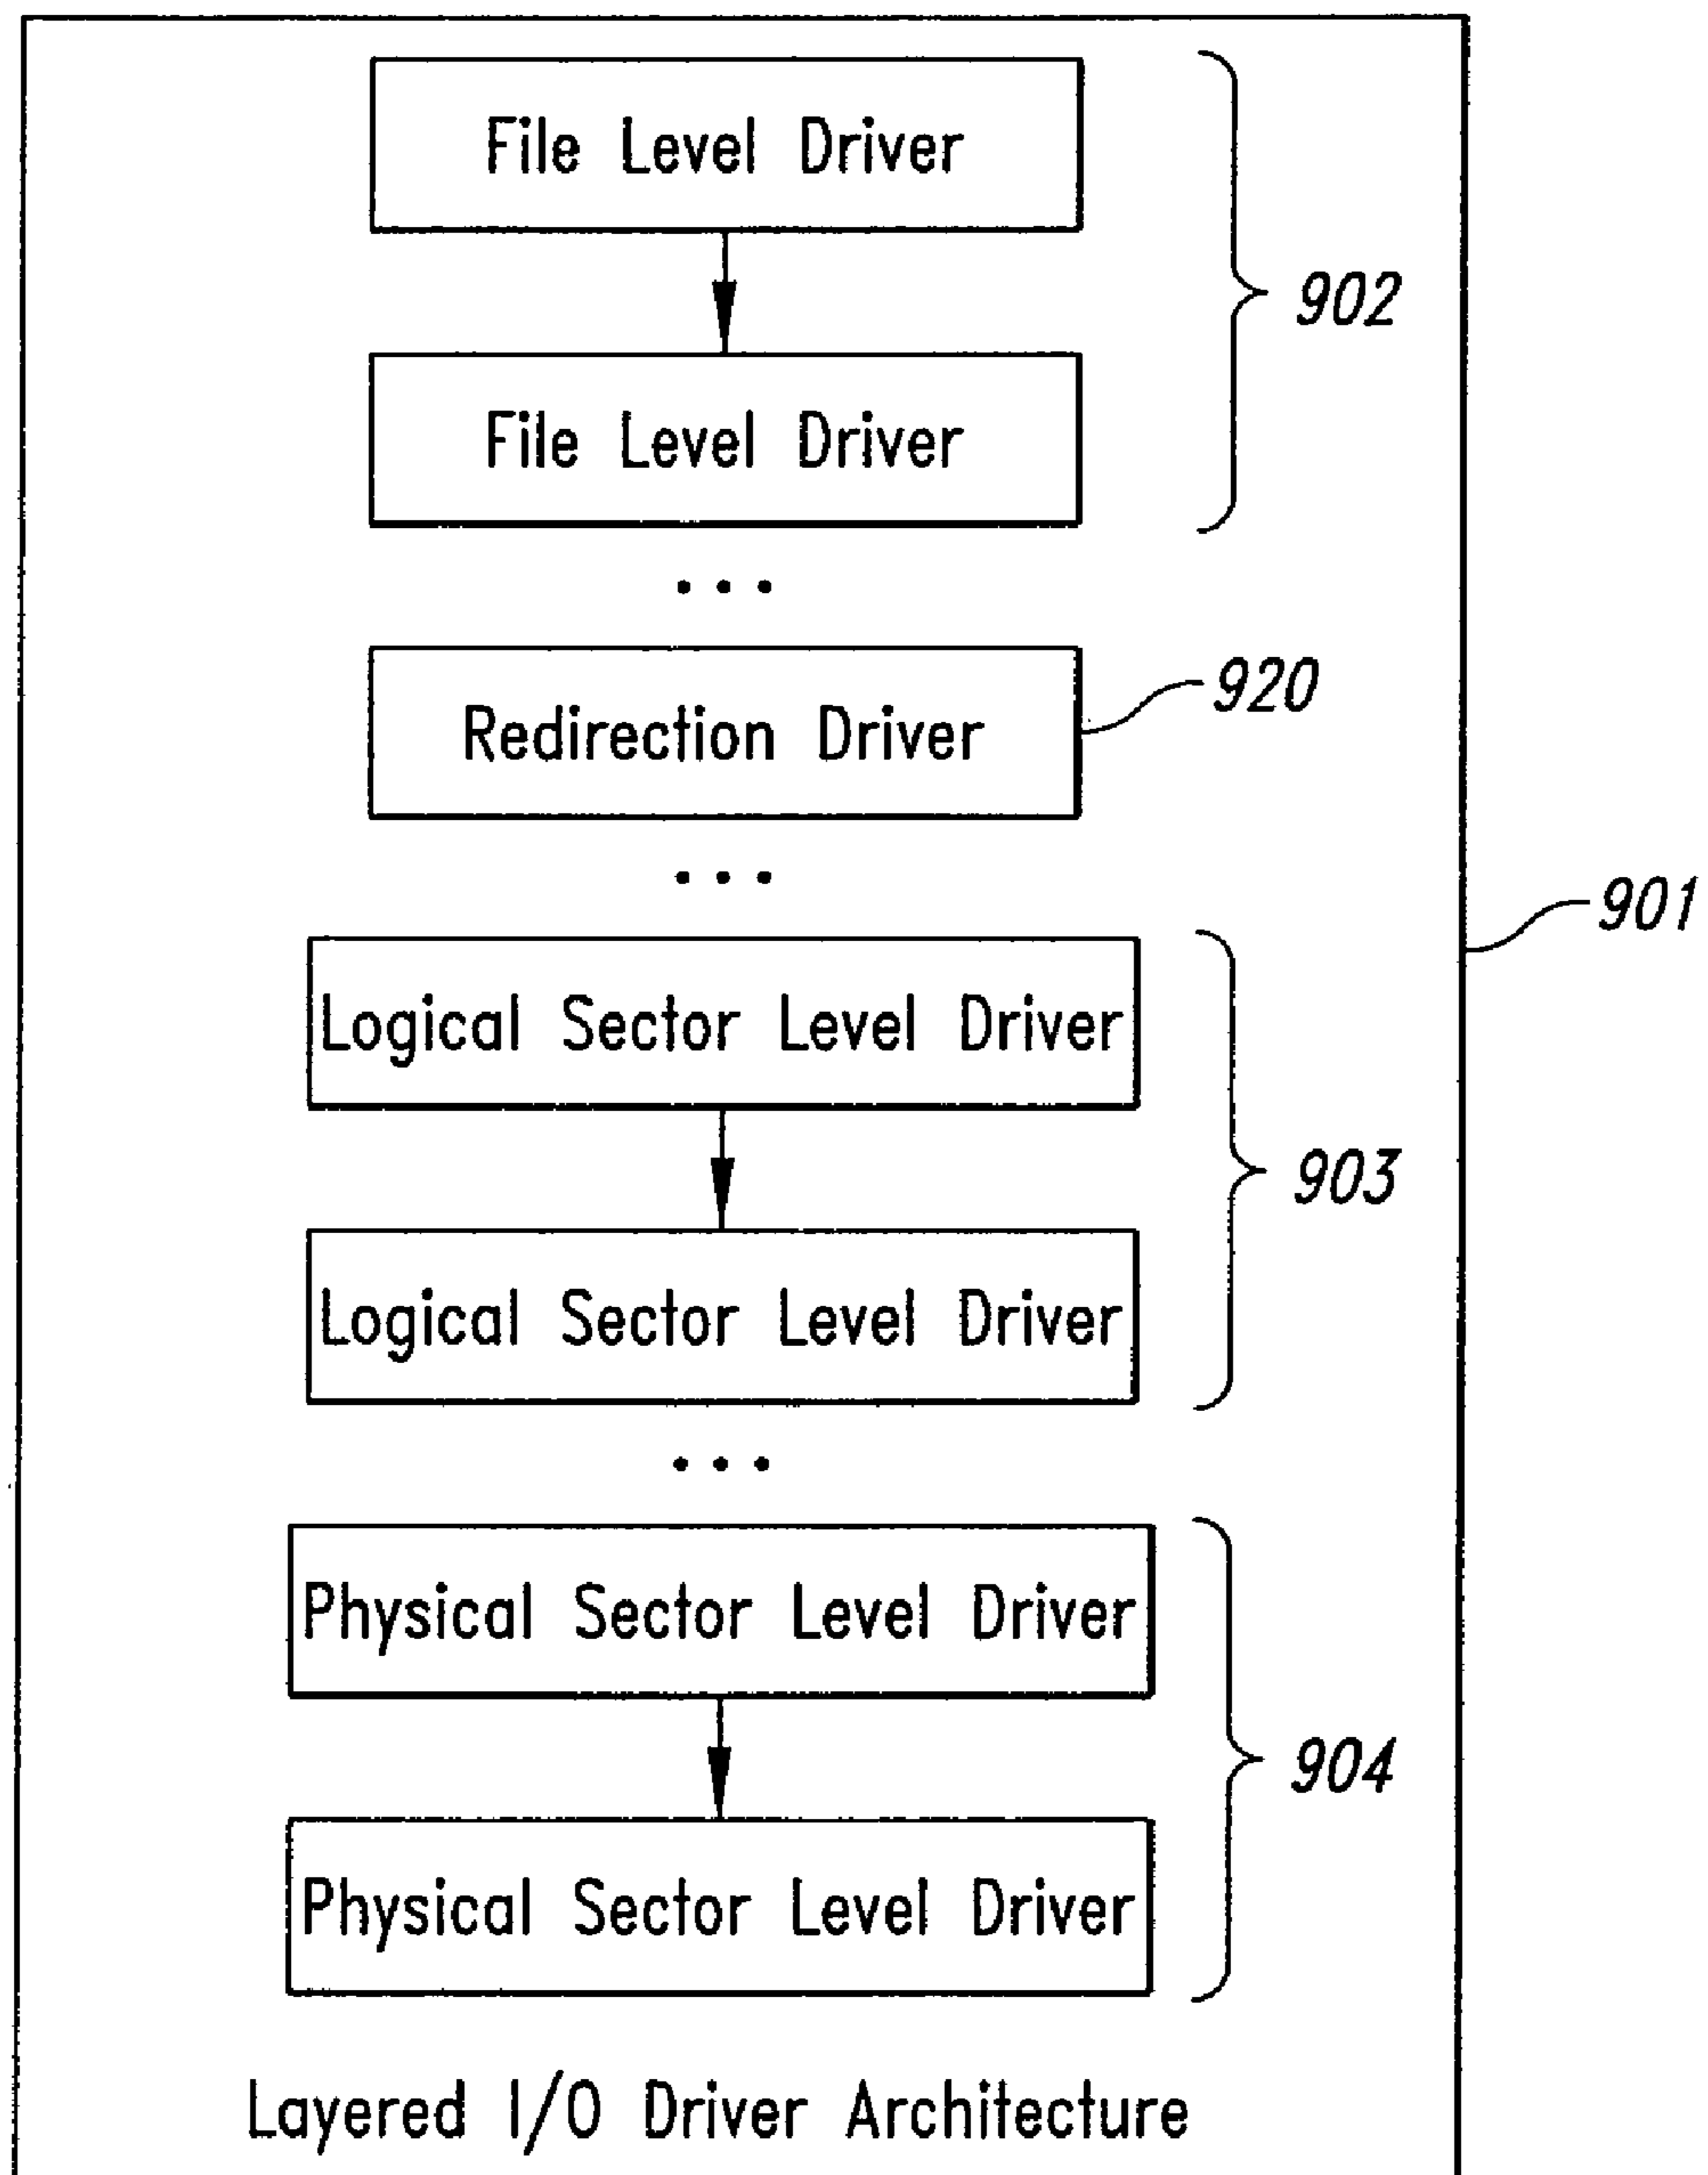 File Level Driver
902
File Level Driver
...
Redirection Driver
920
...
901
Logical Sector Level Driver
903
Logical Sector Level Driver
...
Physical Sector Level Driver
904
Physical Sector Level Driver
Layered I/O Driver Architecture